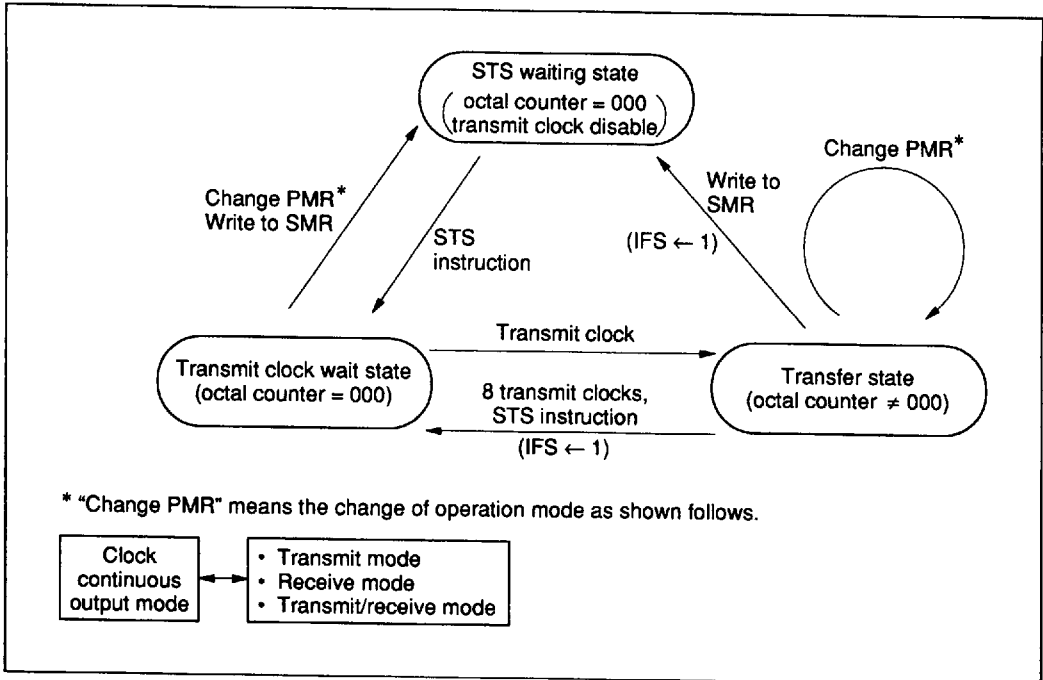 STS waiting state
octal counter = 000
transmit clock disable
Change PMR*
Change PMR*
Write to SMR
Write to
SMR
(IFS ← 1)
STS
instruction
Transmit clock
Transmit clock wait state
(octal counter = 000)
Transfer state
(octal counter ≠ 000)
8 transmit clocks,
STS instruction
(IFS ← 1)
* "Change PMR" means the change of operation mode as shown follows.
Clock
continuous
output mode
• Transmit mode
• Receive mode
• Transmit/receive mode